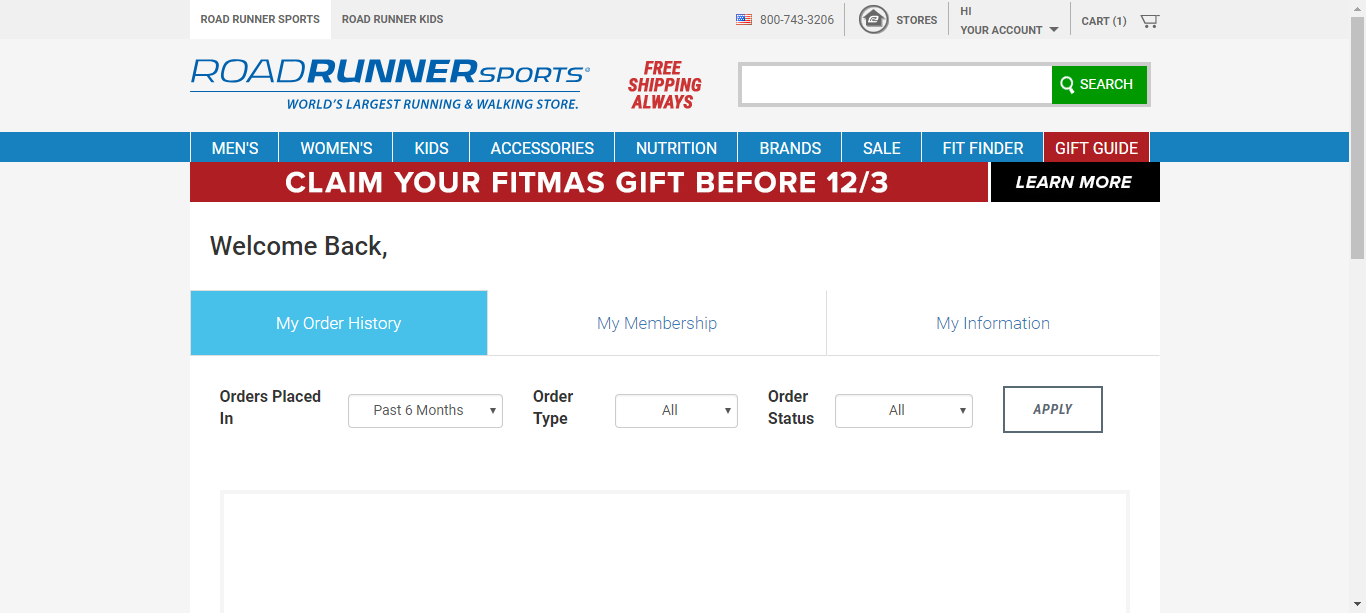 ROAD RUNNER SPORTS
ROAD RUNNER KIDS
800-743-3206
STORES
HI
YOUR ACCOUNT
CART (1)
ROADRUNNERSPORTS®
WORLD'S LARGEST RUNNING & WALKING STORE.
FREE
SHIPPING
ALWAYS
SEARCH
MEN'S
WOMEN'S
KIDS
ACCESSORIES
NUTRITION
BRANDS
SALE
FIT FINDER
GIFT GUIDE
CLAIM YOUR FITMAS GIFT BEFORE 12/3
LEARN MORE
Welcome Back,
My Order History
My Membership
My Information
Orders Placed
In
Past 6 Months
Order
Type
All
Order
Status
All
APPLY